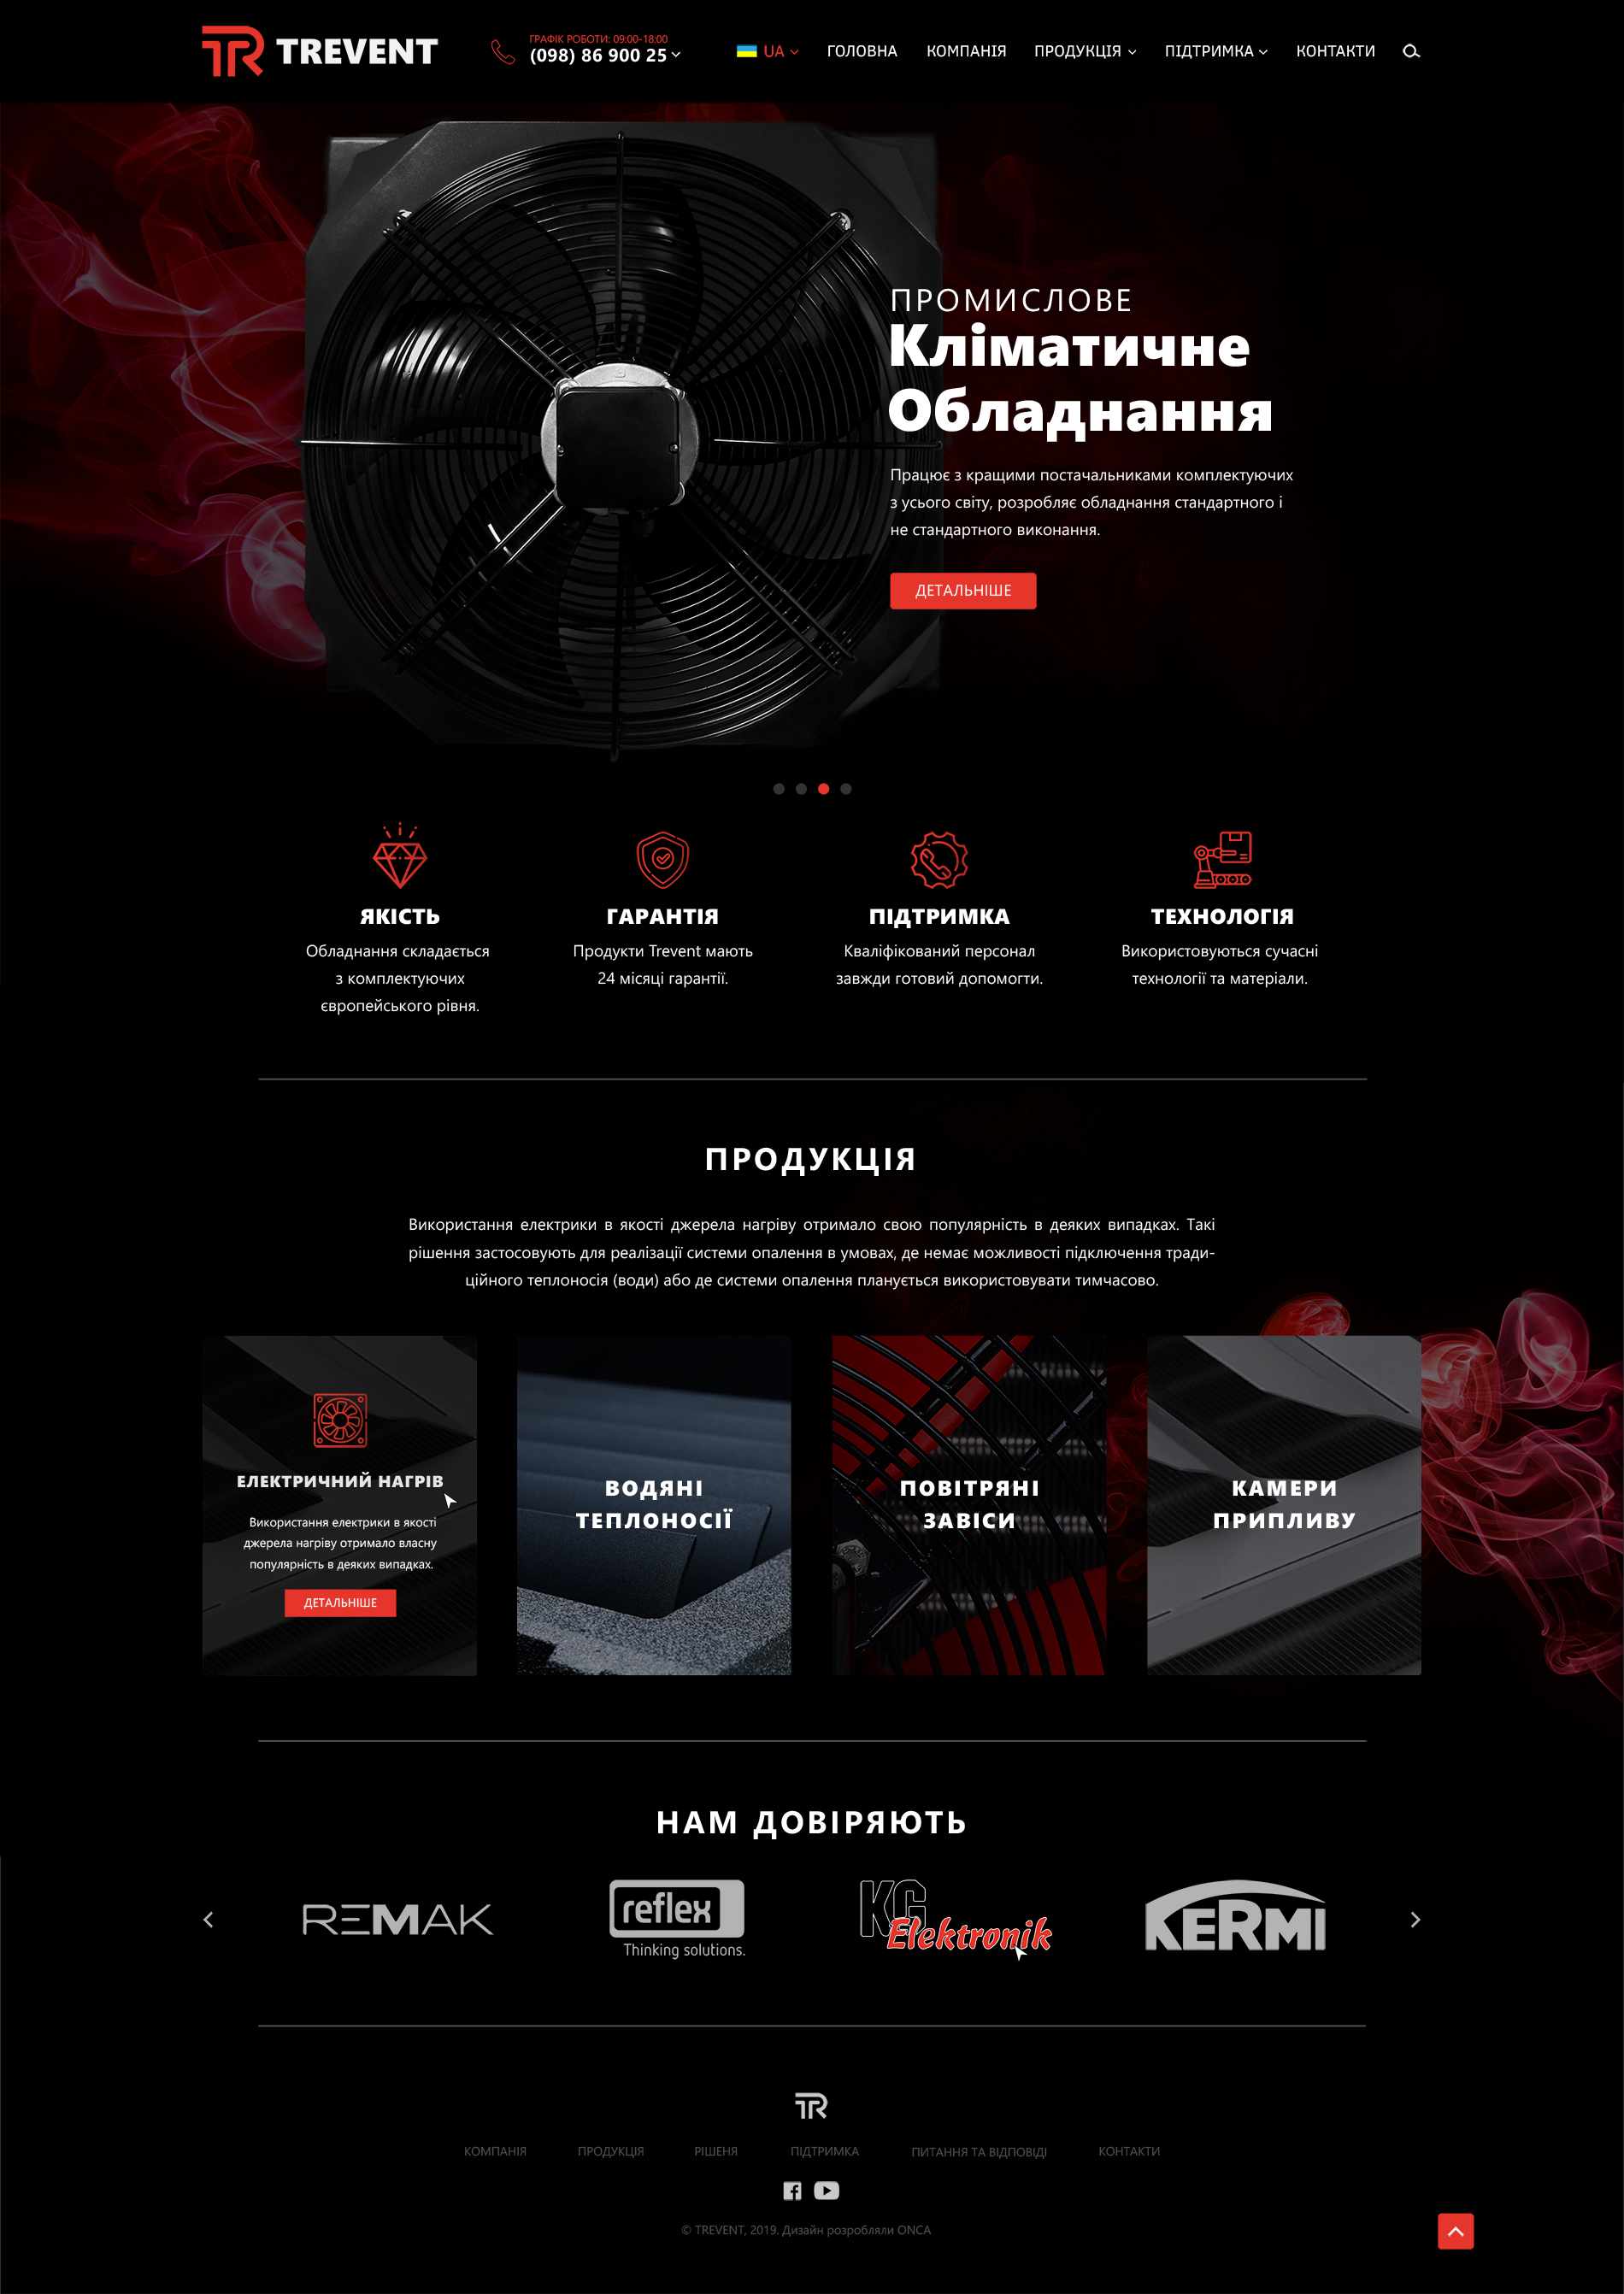 TREVENT
ГРАФІК РОБОТИ: 09:00-18:00
(098) 86 900 25
UA
ГОЛОВНА
КОМПАНІЯ
ПРОДУКЦІЯ
ПІДТРИМКА
КОНТАКТИ
ПРОМИСЛОВЕ
Кліматичне
Обладнання
Працює з кращими постачальниками комплектуючих
з усього світу, розробляє обладнання стандартного і
не стандартного виконання.
ДЕТАЛЬНІШЕ
ЯКІСТЬ
Обладнання складається
з комплектуючих
європейського рівня.
ГАРАНТІЯ
Продукти Trevent мають
24 місяці гарантії.
ПІДТРИМКА
Кваліфікований персонал
завжди готовий допомогти.
ТЕХНОЛОГІЯ
Використовуються сучасні
технології та матеріали.
ПРОДУКЦІЯ
Використання електрики в якості джерела нагріву отримало свою популярність в деяких випадках. Такі
рішення застосовують для реалізації системи опалення в умовах, де немає можливості підключення тради-
ційного теплоносія (води) або де системи опалення планується використовувати тимчасово.
ЕЛЕКТРИЧНИЙ НАГРІВ
Використання електрики в якості
джерела нагріву отримало власну
популярність в деяких випадках.
ДЕТАЛЬНІШЕ
ВОДЯНІ
ТЕПЛОНОСІЇ
ПОВІТРЯНІ
ЗАВІСИ
КАМЕРИ
ПРИПЛИВУ
НАМ ДОВІРЯЮТЬ
REMAK
reflex
Thinking solutions.
KG
Elektronik
KERMI
TR
КОМПАНІЯ
ПРОДУКЦІЯ
РІШЕНЯ
ПІДТРИМКА
ПИТАННЯ ТА ВІДПОВІДІ
КОНТАКТИ
© TREVENT, 2019. Дизайн розробляли ONCA